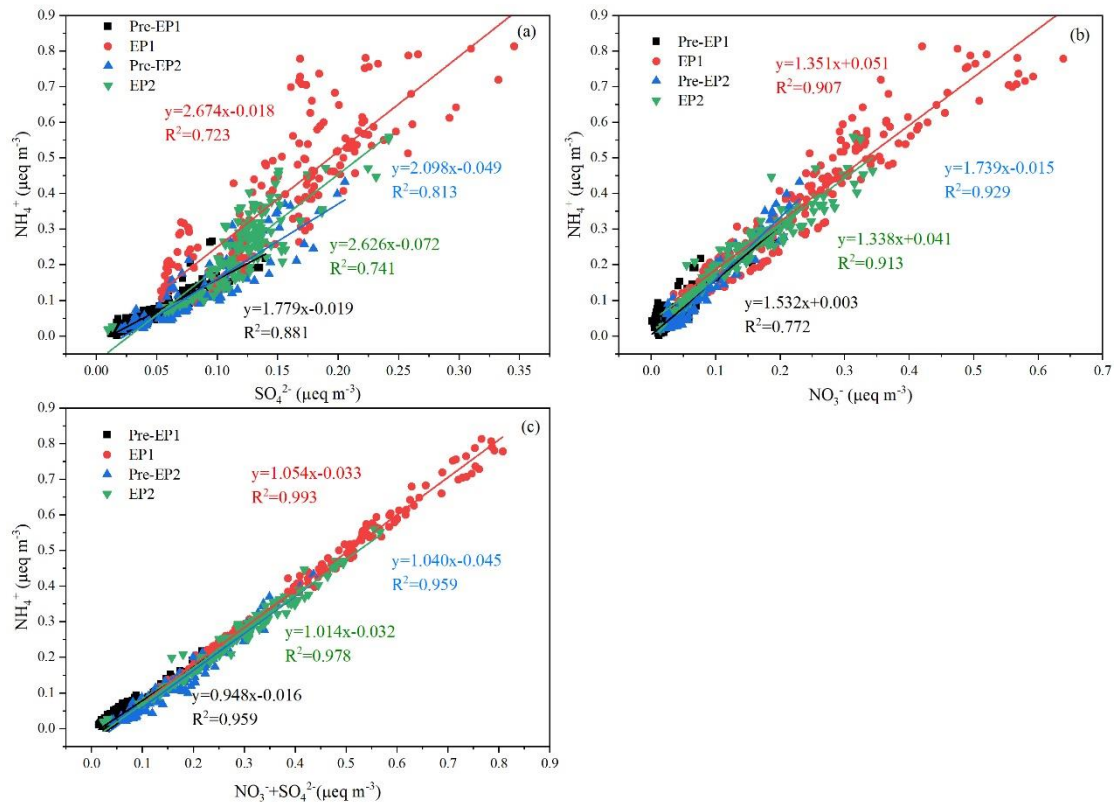 (a)
Pre-EP1
EP1
Pre-EP2
EP2
y=2.674x-0.018
R²=0.723
y=2.098x-0.049
R²=0.813
y=2.626x-0.072
R²=0.741
y=1.779x-0.019
R²=0.881
NH₄⁺ (μeq m⁻³)
0.9
0.8
0.7
0.6
0.5
0.4
0.3
0.2
0.1
0.0
0.00 0.05 0.10 0.15 0.20 0.25 0.30 0.35
SO₄²⁻ (μeq m⁻³)
(b)
Pre-EP1
EP1
Pre-EP2
EP2
y=1.351x+0.051
R²=0.907
y=1.739x-0.015
R²=0.929
y=1.338x+0.041
R²=0.913
y=1.532x+0.003
R²=0.772
NH₄⁺ (μeq m⁻³)
0.9
0.8
0.7
0.6
0.5
0.4
0.3
0.2
0.1
0.0
0.0 0.1 0.2 0.3 0.4 0.5 0.6 0.7
NO₃⁻ (μeq m⁻³)
(c)
Pre-EP1
EP1
Pre-EP2
EP2
y=1.054x-0.033
R²=0.993
y=1.040x-0.045
R²=0.959
y=1.014x-0.032
R²=0.978
y=0.948x-0.016
R²=0.959
NH₄⁺ (μeq m⁻³)
0.9
0.8
0.7
0.6
0.5
0.4
0.3
0.2
0.1
0.0
0.0 0.1 0.2 0.3 0.4 0.5 0.6 0.7 0.8 0.9
NO₃⁻+SO₄²⁻(μeq m⁻³)